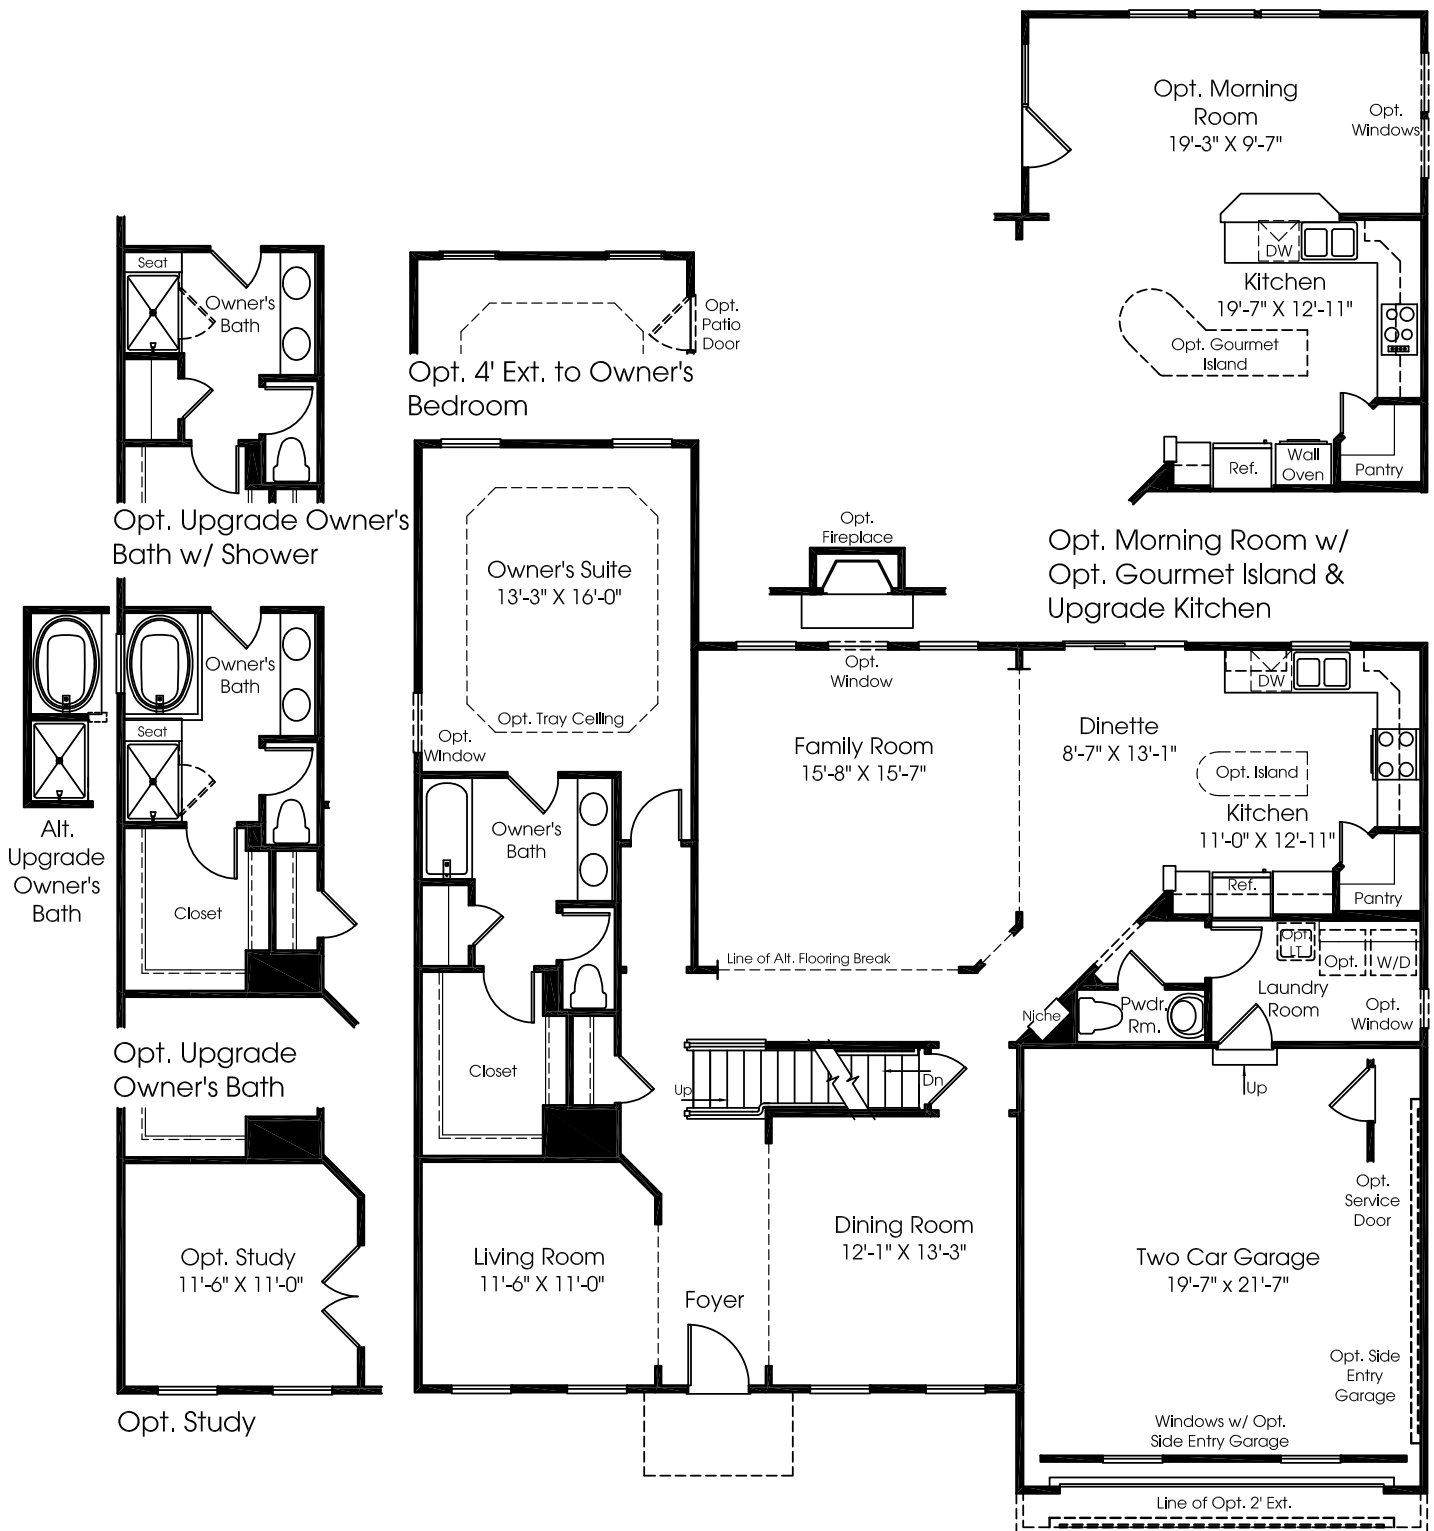 Opt. Morning
Room
19'-3" X 9'-7"
Opt.
Windows
DW
Kitchen
19'-7" X 12'-11"
Opt. Gourmet
Island
Ref.
Wall
Oven
Pantry
Opt. Morning Room w/
Opt. Gourmet Island &
Upgrade Kitchen
Seat
Owner's
Bath
Opt. Upgrade Owner's
Bath w/ Shower
Opt.
Patio
Door
Opt. 4' Ext. to Owner's
Bedroom
Owner's
Bath
Seat
Closet
Alt.
Upgrade
Owner's
Bath
Opt. Upgrade
Owner's Bath
Opt. Study
11'-6" X 11'-0"
Opt. Study
Owner's Suite
13'-3" X 16'-0"
Opt. Tray Ceiling
Opt.
Window
Owner's
Bath
Closet
Opt.
Fireplace
Opt.
Window
Family Room
15'-8" X 15'-7"
Line of Alt. Flooring Break
Dinette
8'-7" X 13'-1"
DW
Opt. Island
Kitchen
11'-0" X 12'-11"
Ref.
Pantry
Opt.
LT
Opt.
W/D
Laundry
Room
Opt.
Window
Pwdr.
Rm.
Niche
Up
Dn
Up
Living Room
11'-6" X 11'-0"
Foyer
Dining Room
12'-1" X 13'-3"
Two Car Garage
19'-7" x 21'-7"
Opt.
Service
Door
Opt. Side
Entry
Garage
Windows w/ Opt.
Side Entry Garage
Line of Opt. 2' Ext.